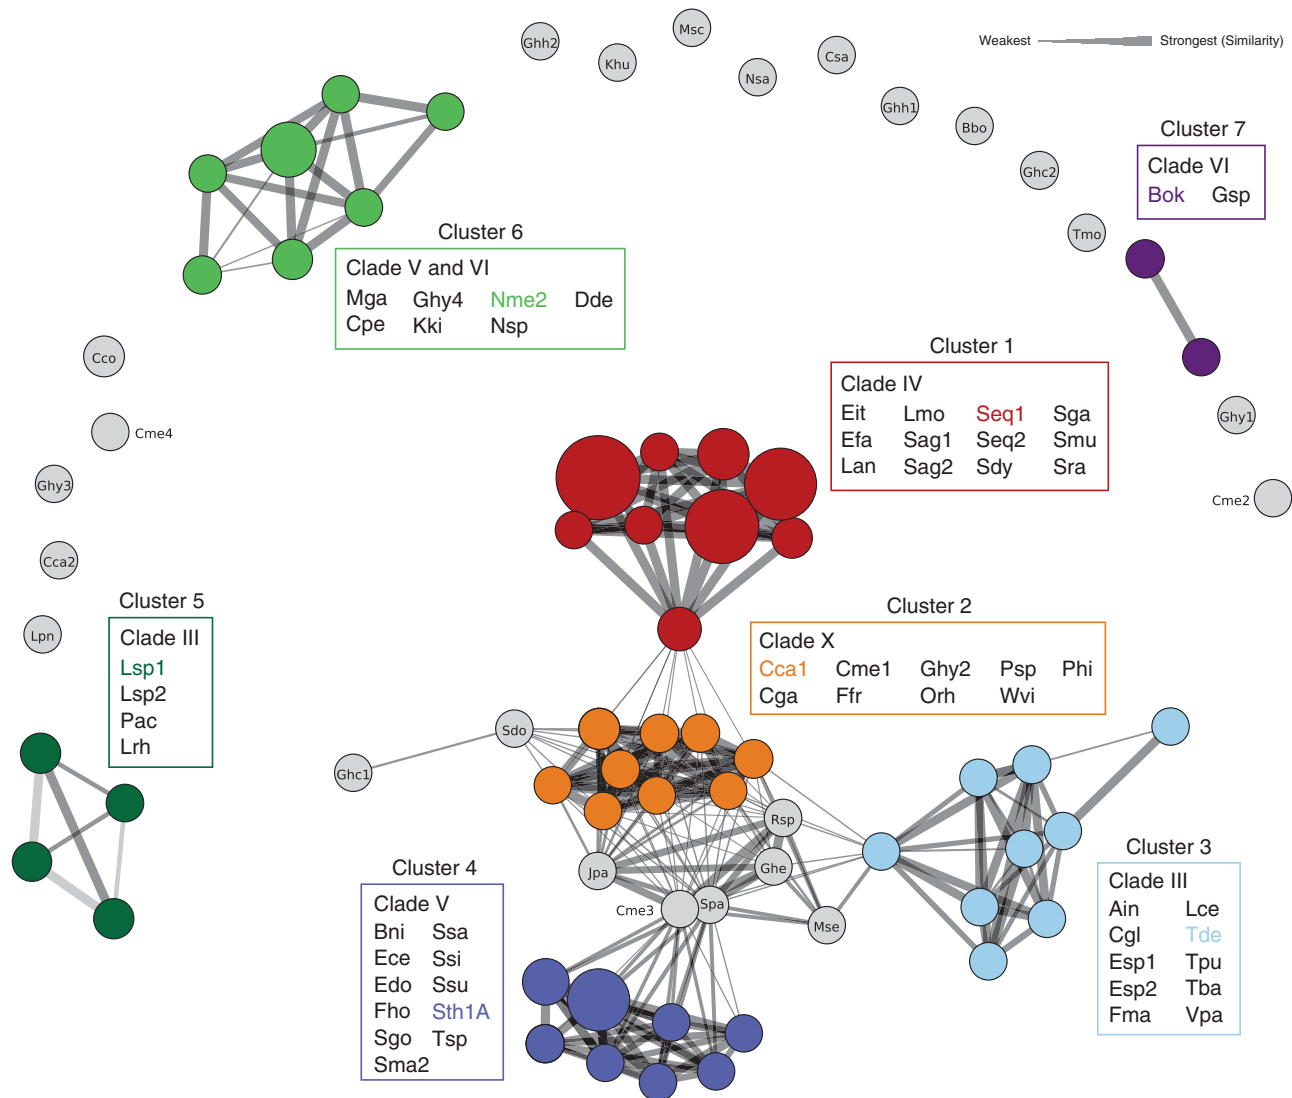 Ghh2
Khu
Msc
Nsa
Csa
Ghh1
Bbo
Ghc2
Tmo
Weakest Strongest (Similarity)
Cluster 7
Clade VI
Bok Gsp
Cluster 6
Clade V and VI
Mga Ghy4 Nme2 Dde
Cpe Kki Nsp
Cco
Cme4
Ghy3
Cca2
Lpn
Cluster 1
Clade IV
Eit Lmo Seq1 Sga
Efa Sag1 Seq2 Smu
Lan Sag2 Sdy Sra
Ghy1
Cme2
Cluster 5
Clade III
Lsp1
Lsp2
Pac
Lrh
Cluster 2
Clade X
Cca1 Cme1 Ghy2 Psp Phi
Cga Ffr Orh Wvi
Sdo
Ghc1
Rsp
Jpa
Ghe
Cme3
Spa
Mse
Cluster 4
Clade V
Bni Ssa
Ece Ssi
Edo Ssu
Fho Sth1A
Sgo Tsp
Sma2
Cluster 3
Clade III
Ain Lce
Cgl Tde
Esp1 Tpu
Esp2 Tba
Fma Vpa